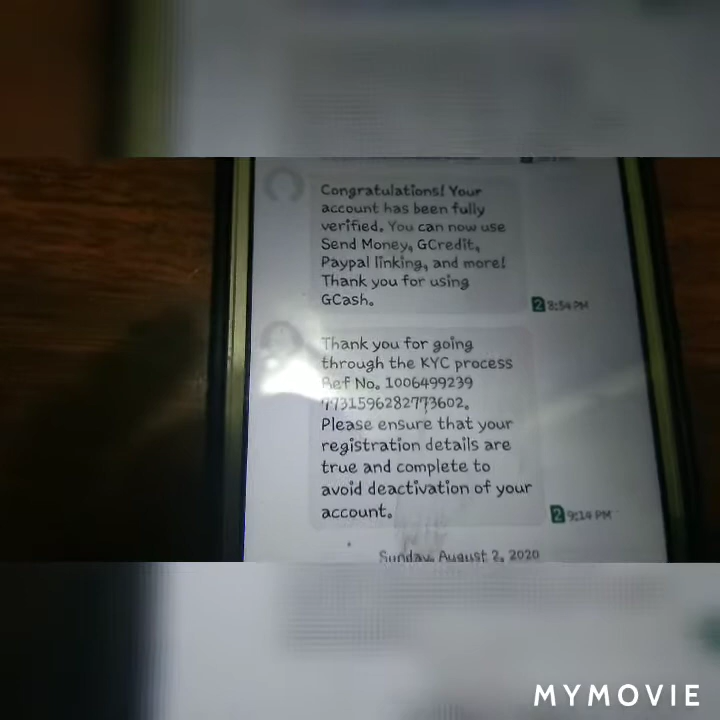 Congratulations! Your
account has been fully
verified. You can now use
Send Money, GCredit,
Paypal linking, and more!
Thank you for using
GCash.
2 8:54 PM
Thank you for going
through the KYC process
Ref No. 1006499239
7731596282773602.
Please ensure that your
registration details are
true and complete to
avoid deactivation of your
account.
2 9:14 PM
Sunday, August 2, 2020
MYMOVIE